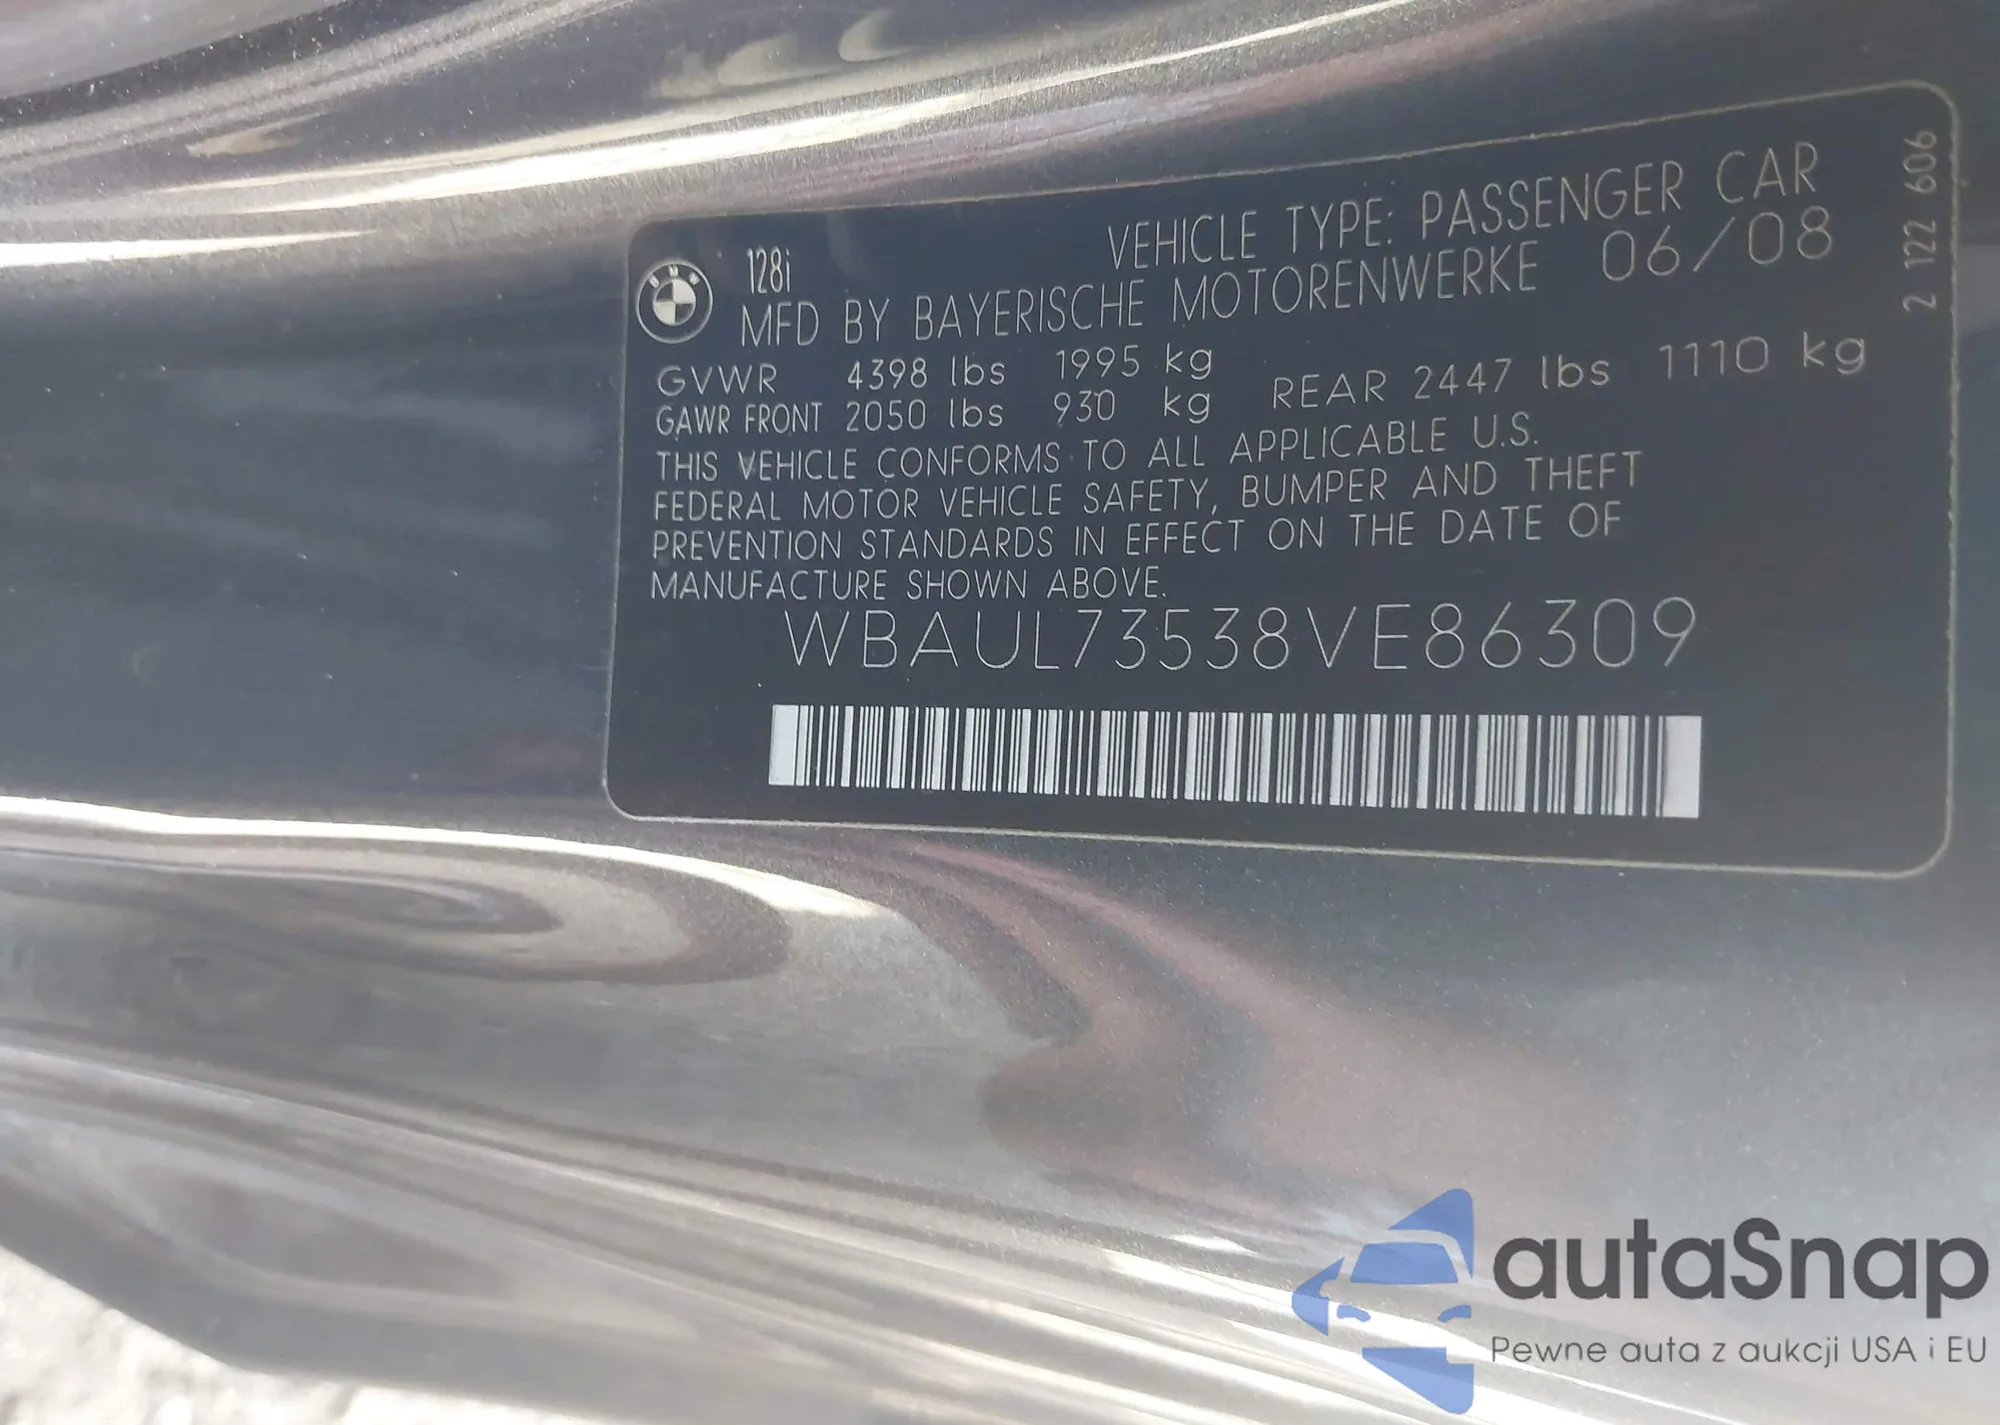 128i
VEHICLE TYPE: PASSENGER CAR
MFD BY BAYERISCHE MOTORENWERKE 06/08
GVWR 4398 lbs 1995 kg
GAWR FRONT 2050 lbs 930 kg REAR 2447 lbs 1110 kg
THIS VEHICLE CONFORMS TO ALL APPLICABLE U.S.
FEDERAL MOTOR VEHICLE SAFETY, BUMPER AND THEFT
PREVENTION STANDARDS IN EFFECT ON THE DATE OF
MANUFACTURE SHOWN ABOVE.
WBAUL73538VE86309
2 122 606
BMW
autaSnap
Pewne auta z aukcji USA i EU